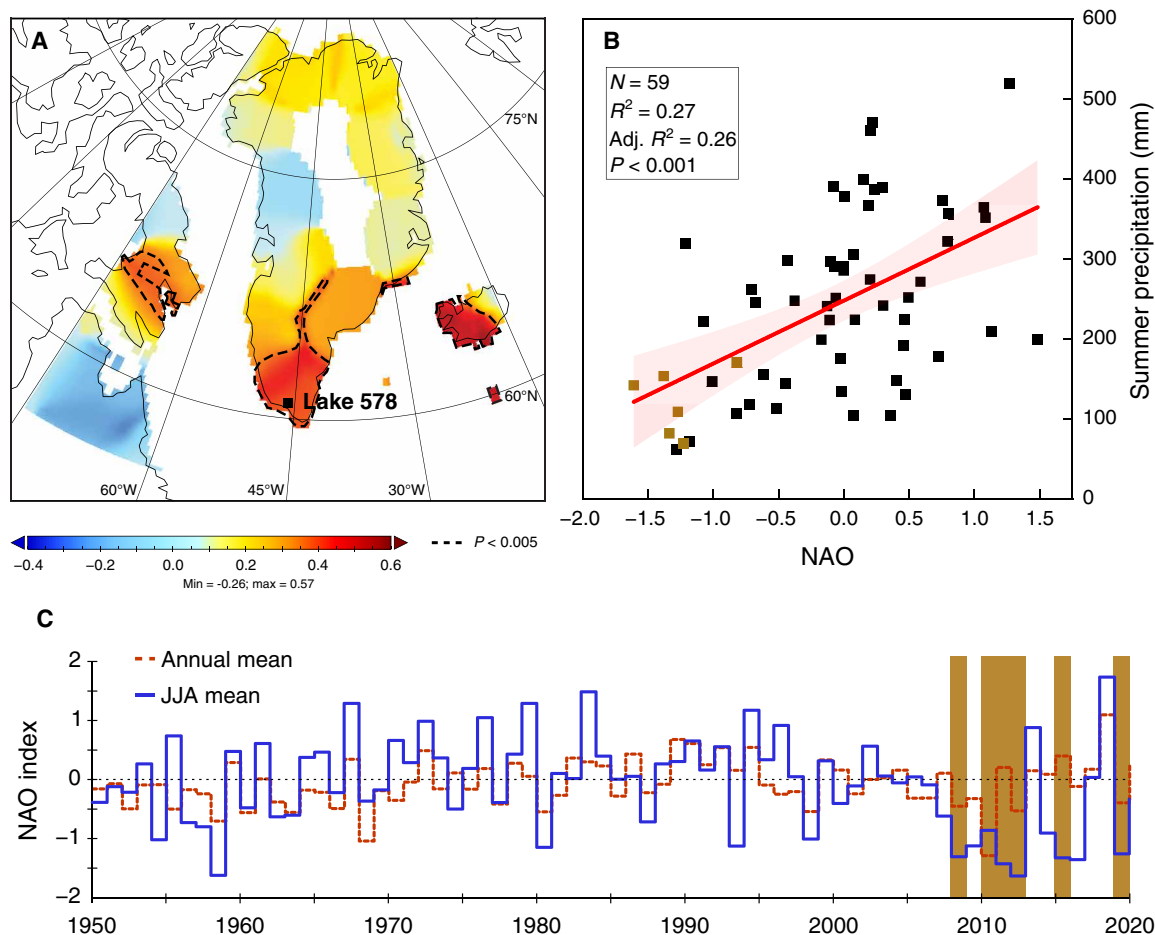 A
75°N
Lake 578
60°N
60°W
45°W
30°W
−0.4
−0.2
0.0
0.2
0.4
0.6
Min = -0.26; max = 0.57
P < 0.005
B
N = 59
R² = 0.27
Adj. R² = 0.26
P < 0.001
600
500
400
300
200
100
0
Summer precipitation (mm)
−2.0
−1.5
−1.0
−0.5
0.0
0.5
1.0
1.5
NAO
C
Annual mean
JJA mean
2
1
0
−1
−2
NAO index
1950
1960
1970
1980
1990
2000
2010
2020